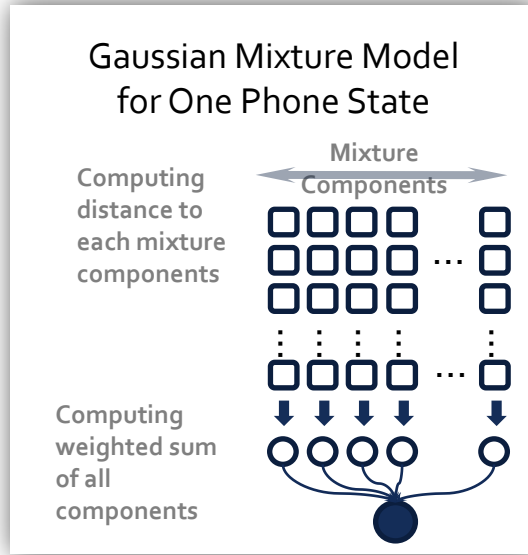 Gaussian Mixture Model
for One Phone State
Mixture
Components
Computing
distance to
each mixture
components
...
...
Computing
weighted sum
of all
components